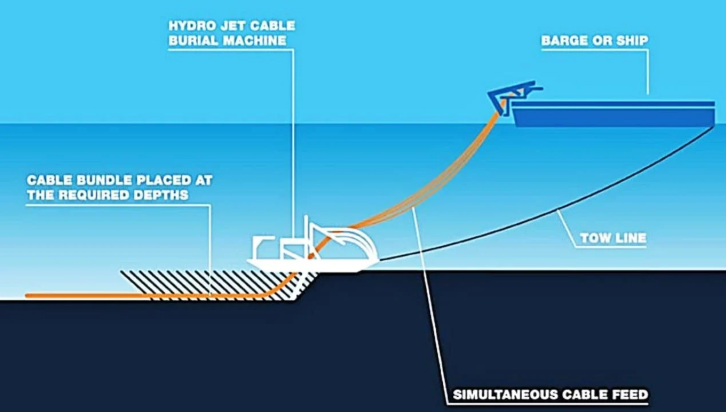 HYDRO JET CABLE
BURIAL MACHINE
BARGE OR SHIP
CABLE BUNDLE PLACED AT
THE REQUIRED DEPTHS
TOW LINE
SIMULTANEOUS CABLE FEED